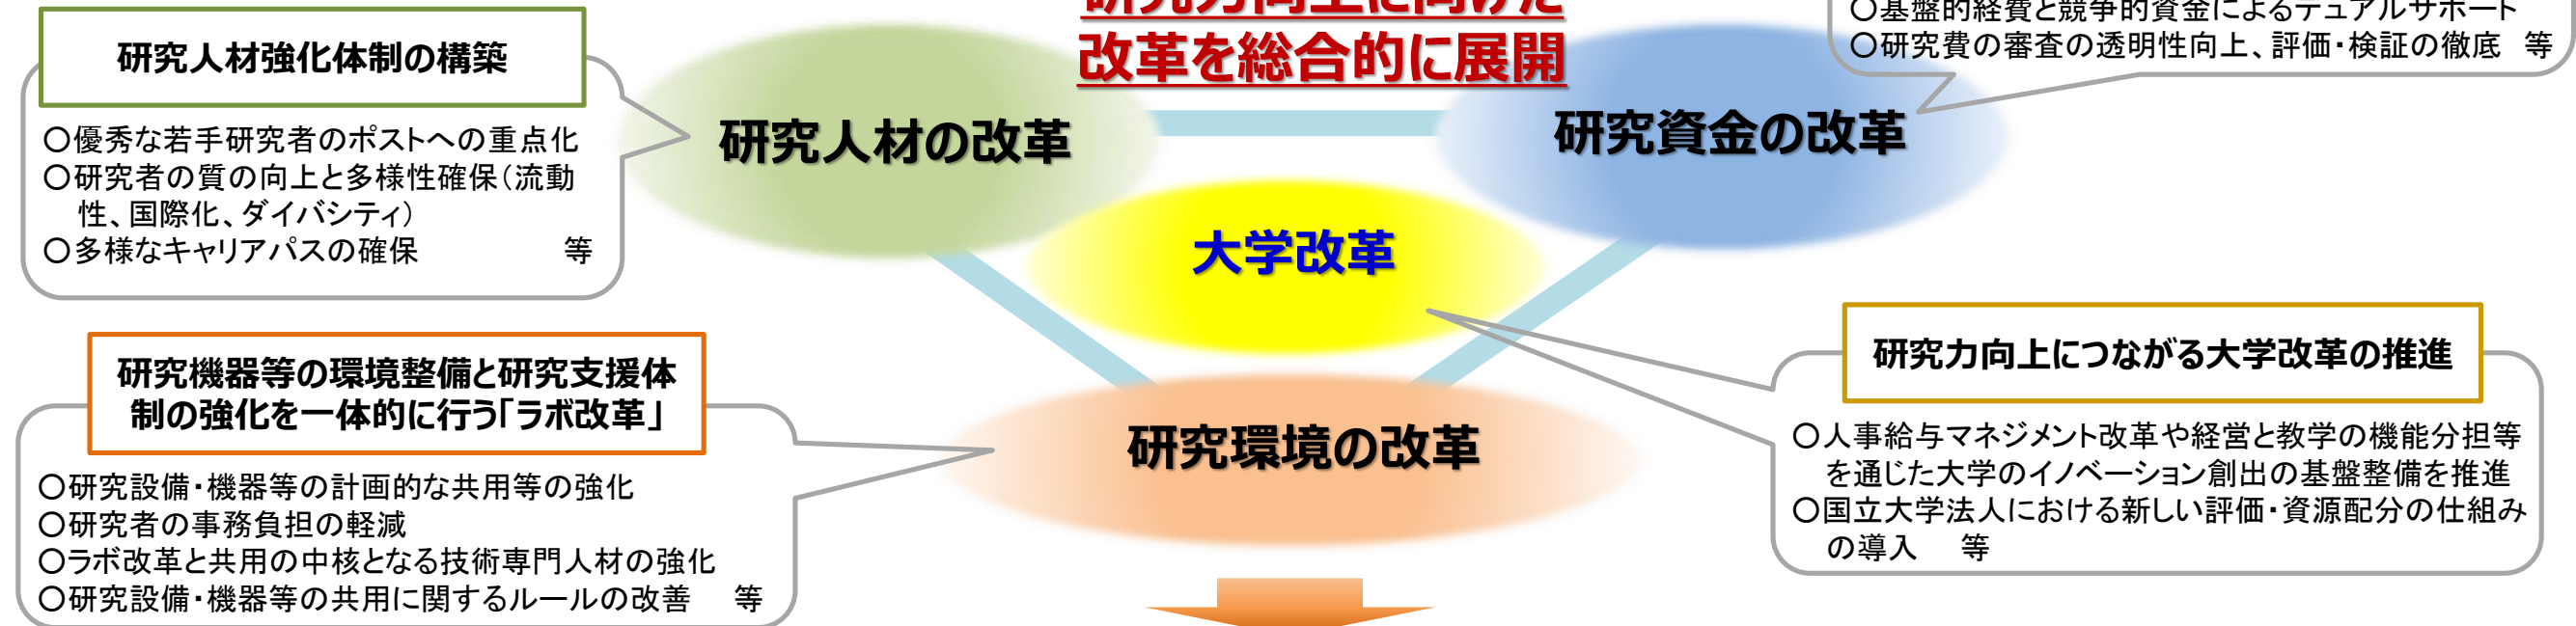 研究力向上に向けた
改革を総合的に展開
○基盤的経費と競争的資金によるデュアルサポート
○研究費の審査の透明性向上、評価・検証の徹底 等
研究人材強化体制の構築
○優秀な若手研究者のポストへの重点化
○研究者の質の向上と多様性確保（流動
性、国際化、ダイバシティ）
○多様なキャリアパスの確保 等
研究人材の改革
研究資金の改革
大学改革
研究環境の改革
研究機器等の環境整備と研究支援体
制の強化を一体的に行う「ラボ改革」
○研究設備・機器等の計画的な共用等の強化
○研究者の事務負担の軽減
○ラボ改革と共用の中核となる技術専門人材の強化
○研究設備・機器等の共用に関するルールの改善 等
研究力向上につながる大学改革の推進
○人事給与マネジメント改革や経営と教学の機能分担等
を通じた大学のイノベーション創出の基盤整備を推進
○国立大学法人における新しい評価・資源配分の仕組み
の導入 等